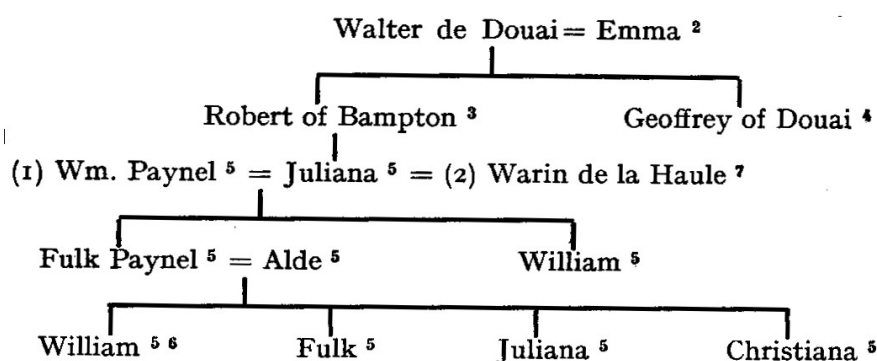 Walter de Douai = Emma ²
Robert of Bampton ³ Geoffrey of Douai ⁴
(1) Wm. Paynel ⁵ = Juliana ⁵ = (2) Warin de la Haule ⁷
Fulk Paynel ⁵ = Alde ⁵ William ⁵
William ⁵ ⁶ Fulk ⁵ Juliana ⁵ Christiana ⁵